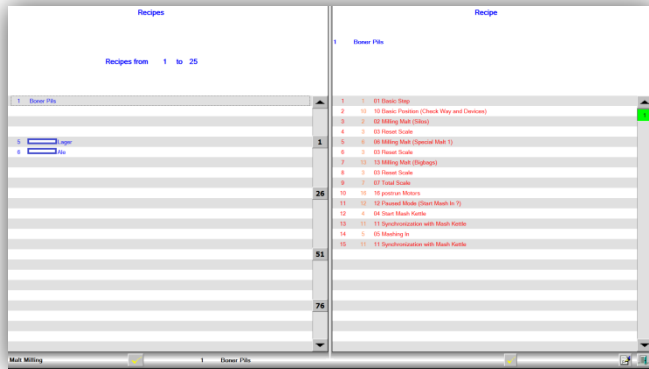 Recipes
Recipes from 1 to 25
1 Boner Pils
5 Lager
8 Ale
1
26
51
76
Recipe
1 Boner Pils
1 1 01 Basic Step
2 10 10 Basic Position (Check Way and Devices)
3 2 02 Milling Malt (Silos)
4 3 03 Reset Scale
5 6 06 Milling Malt (Special Malt 1)
6 3 03 Reset Scale
7 13 13 Milling Malt (Bigbags)
8 3 03 Reset Scale
9 7 07 Total Scale
10 16 16 postrun Motors
11 12 12 Paused Mode (Start Mash In ?)
12 4 04 Start Mash Kettle
13 11 11 Synchronization with Mash Kettle
14 5 05 Mashing In
15 11 11 Synchronization with Mash Kettle
1
Malt Milling 1 Boner Pils